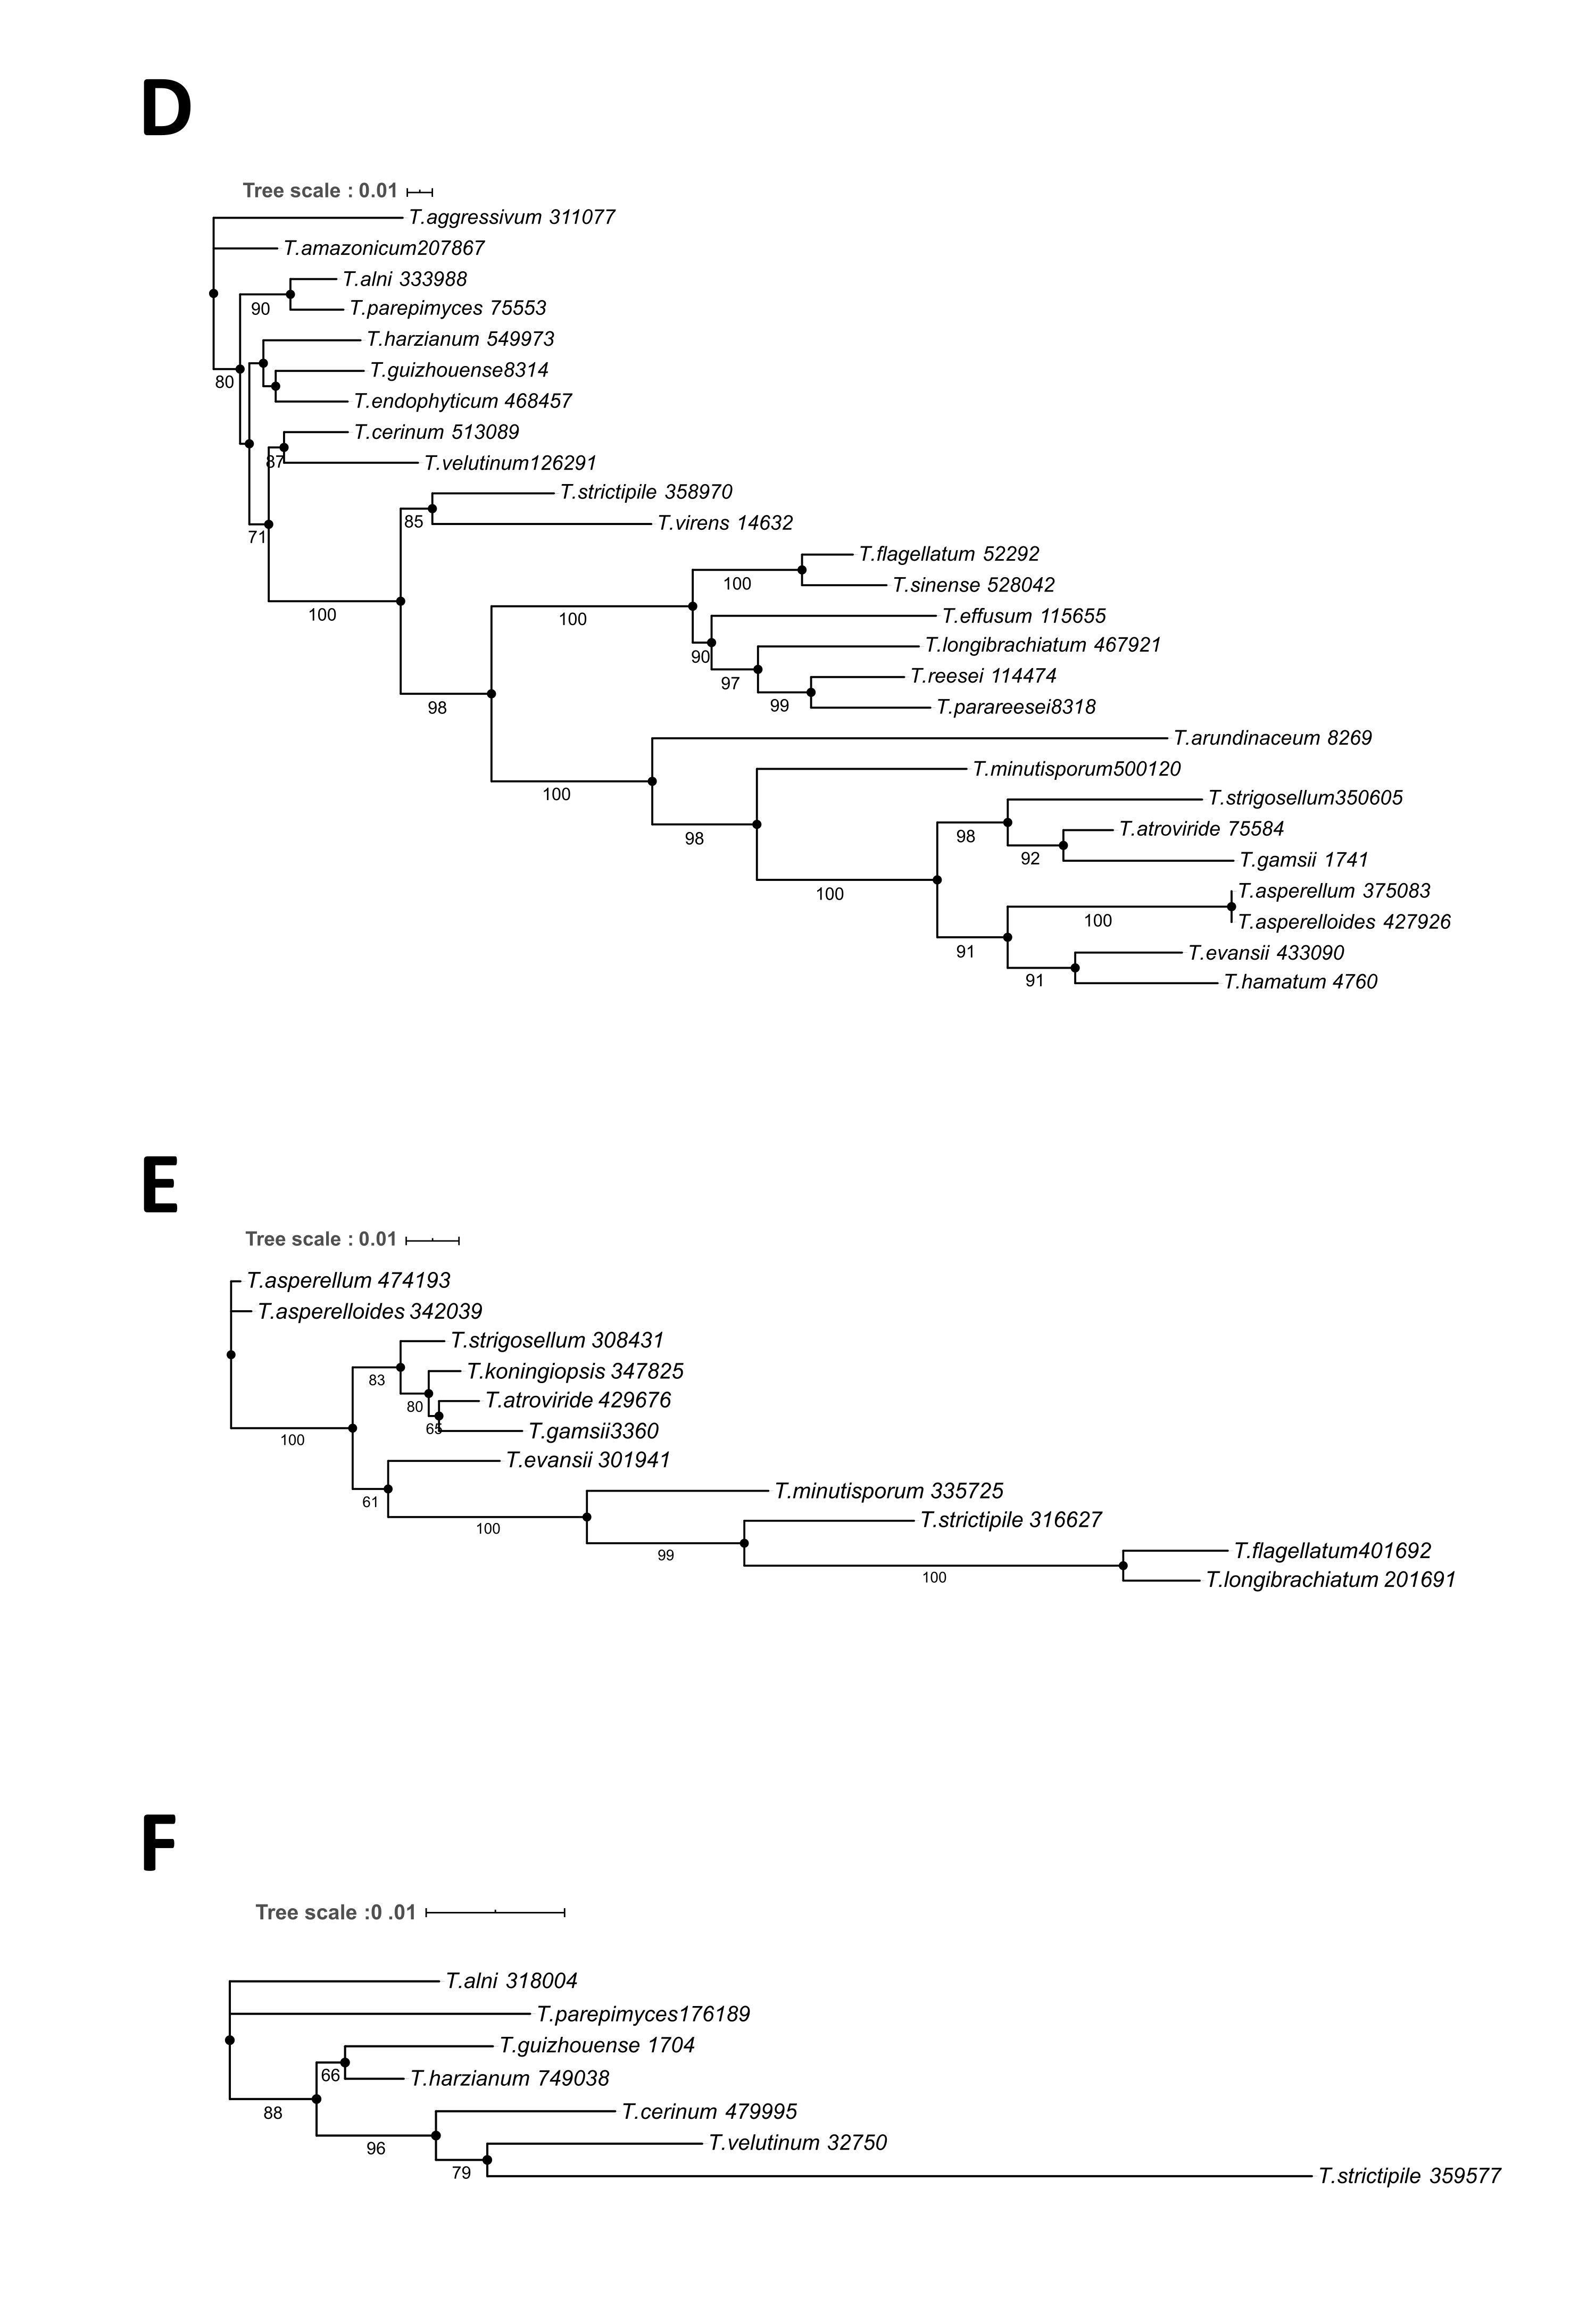 D
Tree scale : 0.01
T.aggressivum 311077
T.amazonicum207867
T.alni 333988
90
T.parepimyces 75553
T.harzianum 549973
T.guizhouense8314
80
T.endophyticum 468457
T.cerinum 513089
87
T.velutinum126291
T.strictipile 358970
85
T.virens 14632
71
T.flagellatum 52292
100
T.sinense 528042
100
100
T.effusum 115655
T.longibrachiatum 467921
90
T.reesei 114474
97
99
T.parareesei8318
98
T.arundinaceum 8269
T.minutisporum500120
100
T.strigosellum350605
T.atroviride 75584
98
98
92
T.gamsii 1741
100
T.asperellum 375083
100
T.asperelloides 427926
91
T.evansii 433090
91
T.hamatum 4760
E
Tree scale : 0.01
T.asperellum 474193
T.asperelloides 342039
T.strigosellum 308431
T.koningiopsis 347825
83
T.atroviride 429676
80
65
T.gamsii3360
100
T.evansii 301941
T.minutisporum 335725
61
T.strictipile 316627
100
99
T.flagellatum401692
100
T.longibrachiatum 201691
F
Tree scale :0 .01
T.alni 318004
T.parepimyces176189
T.guizhouense 1704
66
T.harzianum 749038
88
T.cerinum 479995
96
T.velutinum 32750
79
T.strictipile 359577